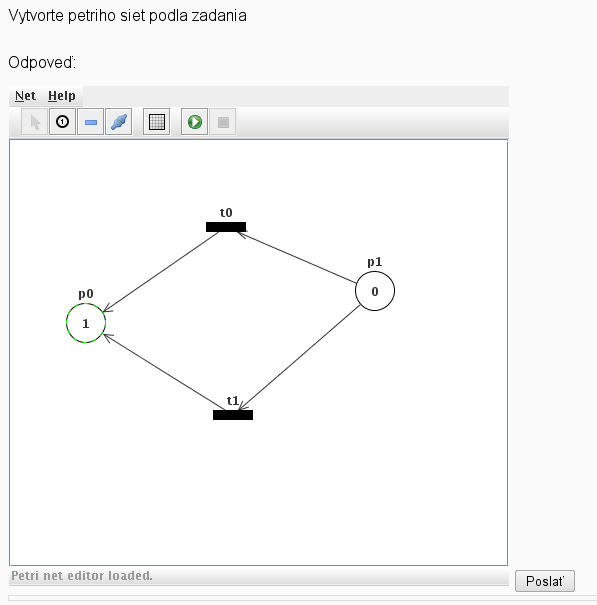 Vytvorte petriho siet podla zadania
Odpoveď:
Net Help
1
t0
p1
0
p0
1
t1
Petri net editor loaded.
Poslať